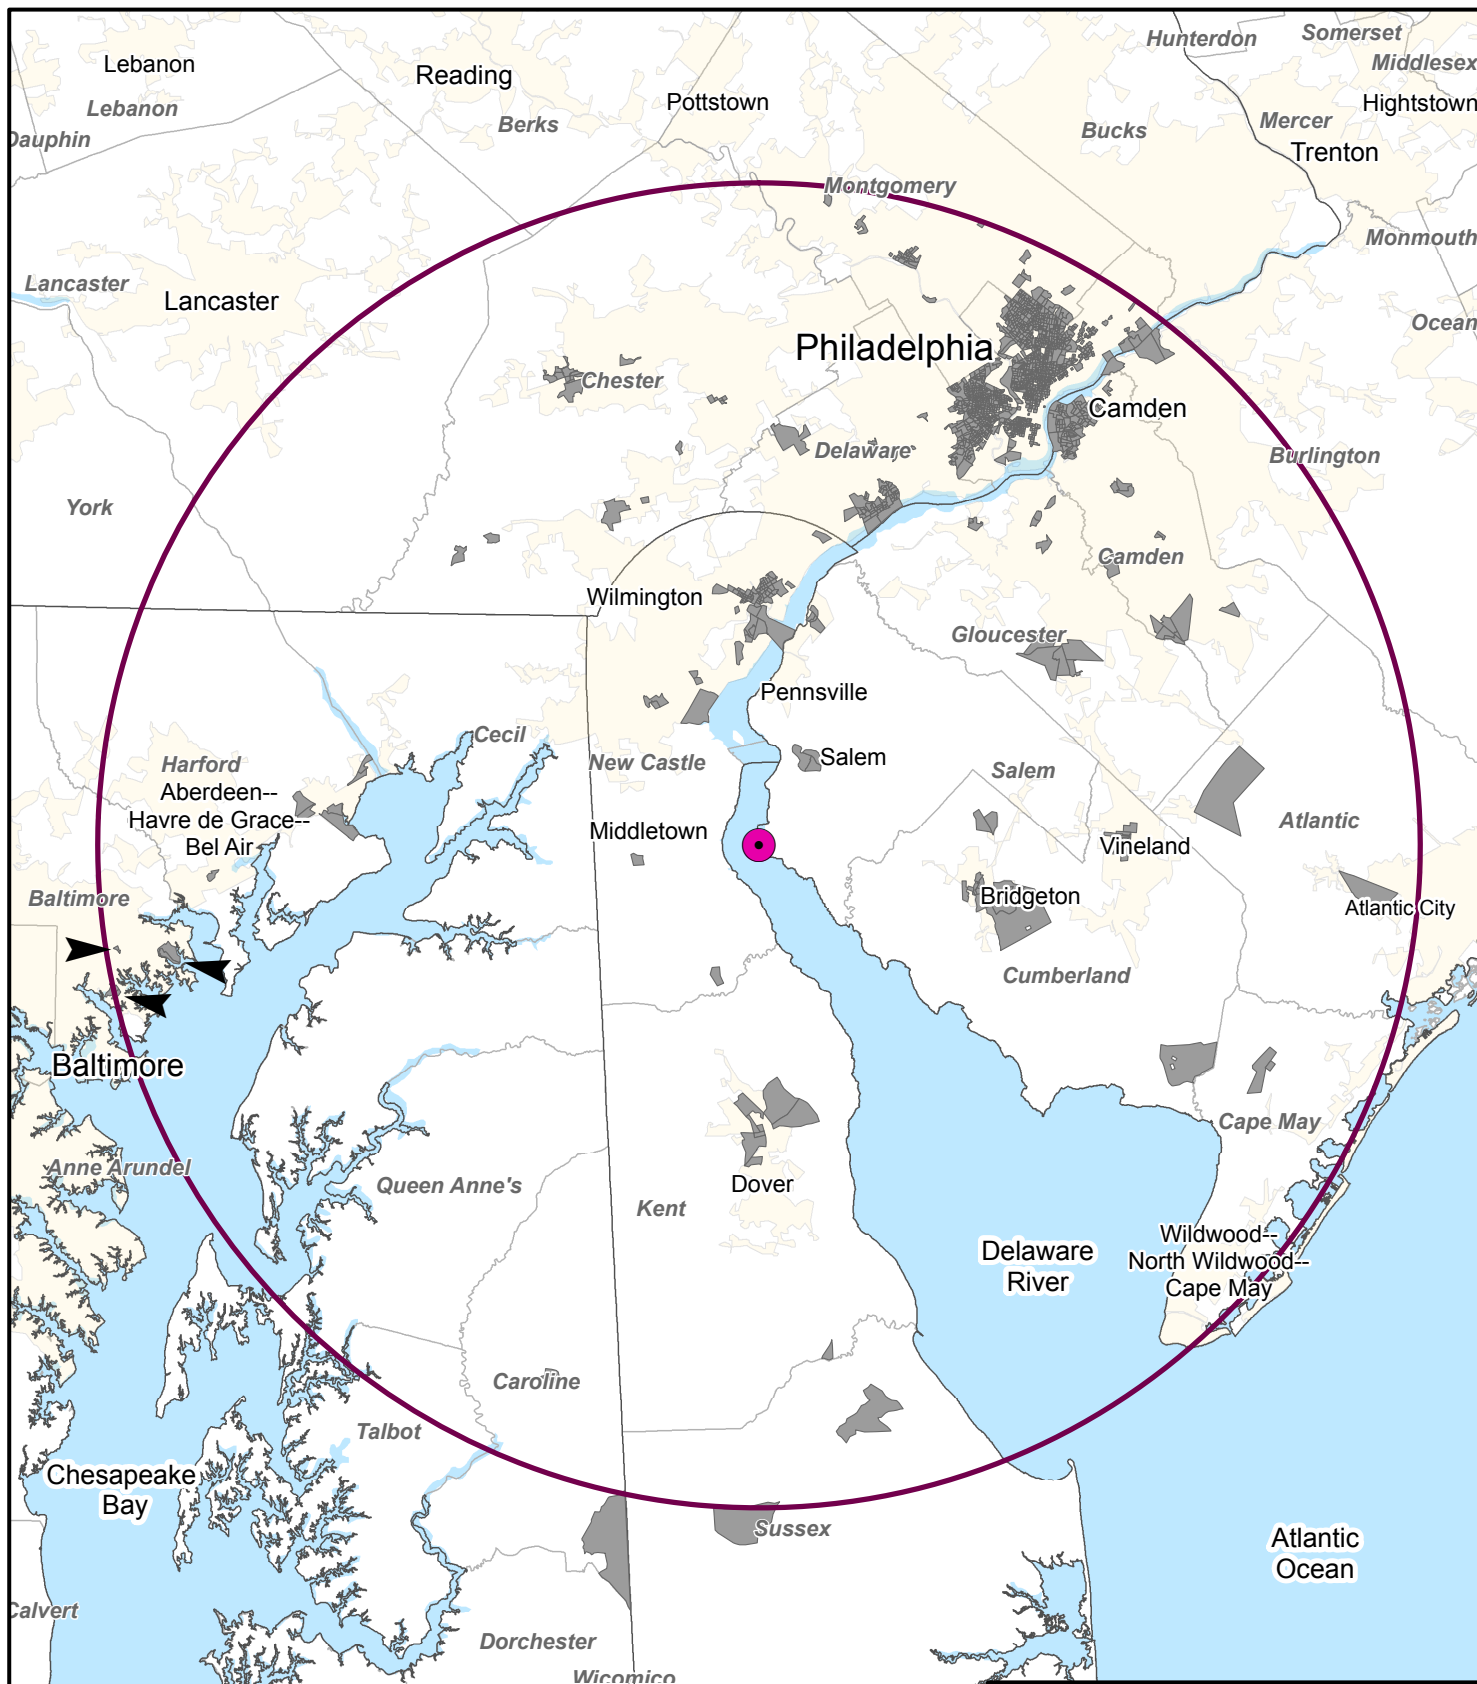 Hunterdon
Somerset
Middlesex
Lebanon
Reading
Pottstown
Hightstown
Lebanon
Berks
Bucks
Mercer
Dauphin
Trenton
Montgomery
Monmouth
Lancaster
Lancaster
Ocean
Philadelphia
Chester
Camden
Delaware
Burlington
York
Camden
Wilmington
Gloucester
Pennsville
Cecil
Harford
New Castle
Salem
Salem
Aberdeen--
Havre de Grace--
Bel Air
Middletown
Atlantic
Vineland
Baltimore
Bridgeton
Atlantic City
Cumberland
Baltimore
Cape May
Anne Arundel
Queen Anne's
Dover
Kent
Delaware
River
Wildwood--
North Wildwood--
Cape May
Caroline
Talbot
Chesapeake
Bay
Sussex
Atlantic
Ocean
Calvert
Dorchester
Wicomico